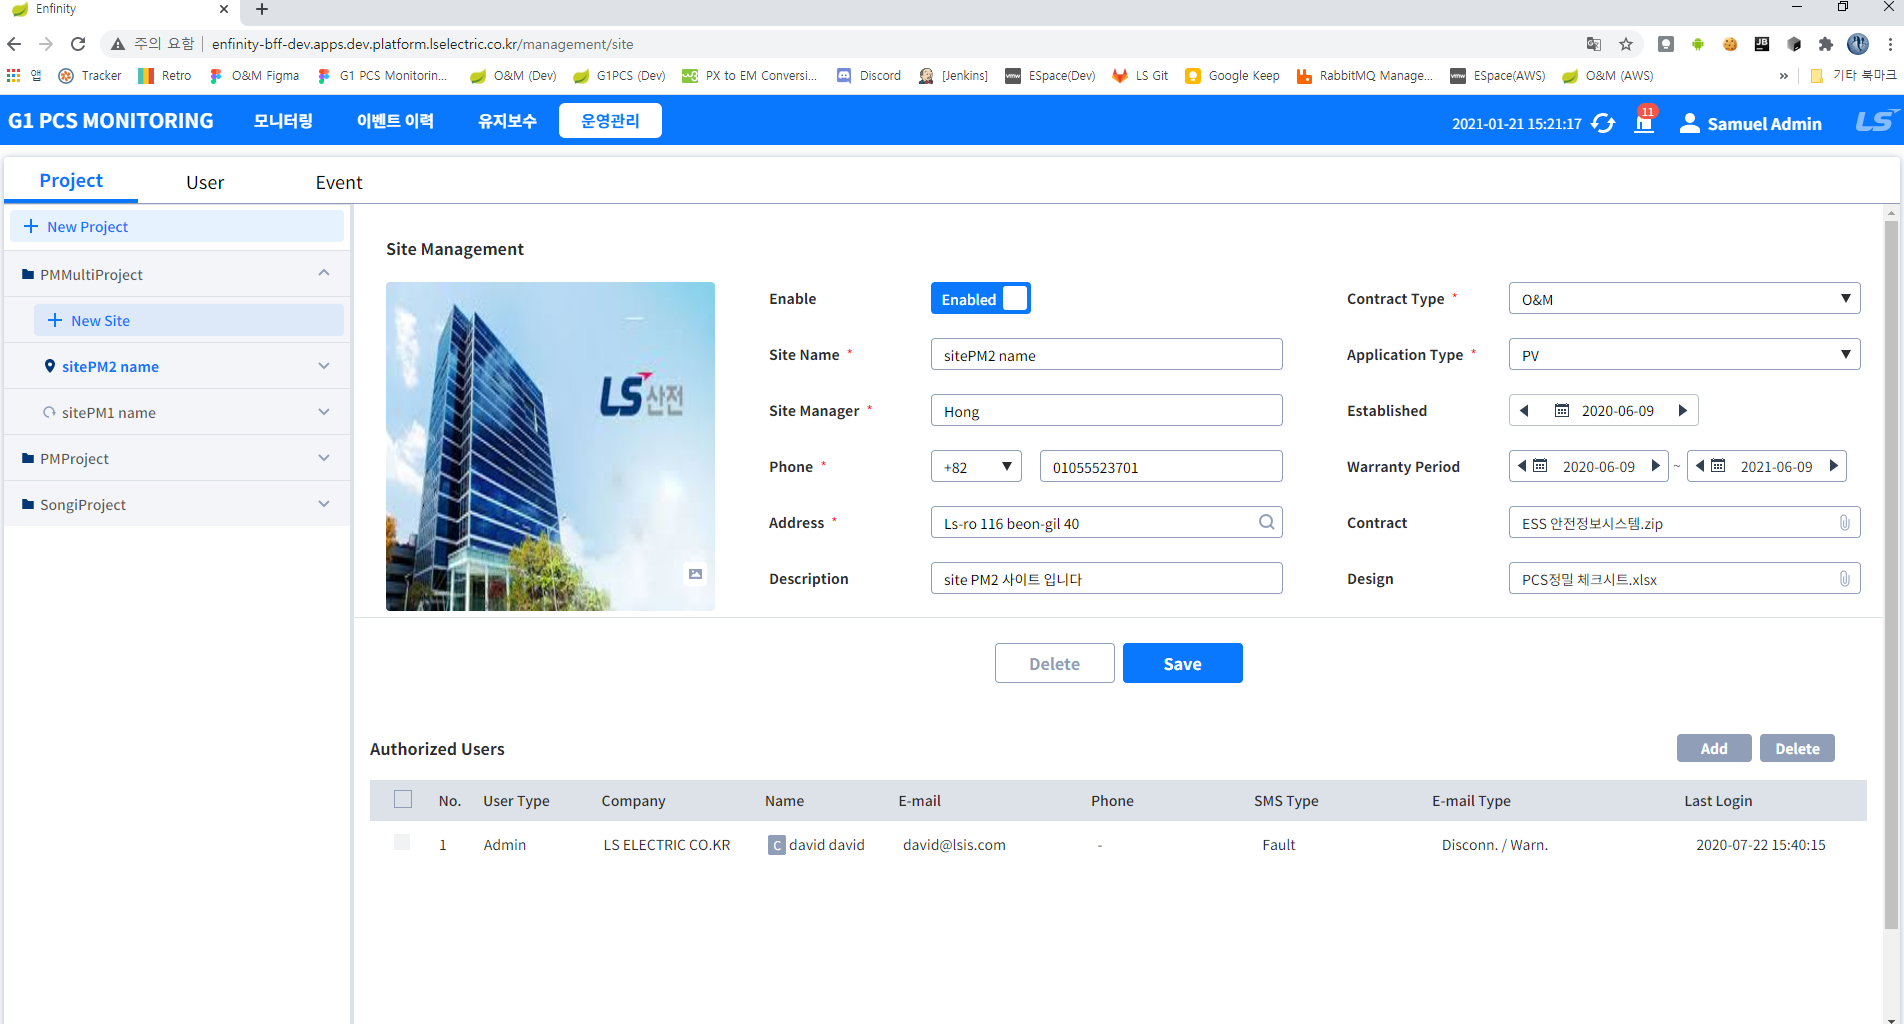 Enfinity
주의 요함 enfinity-bff-dev.apps.dev.platform.lselectric.co.kr/management/site
앱 Tracker Retro O&M Figma G1 PCS Monitorin... O&M (Dev) G1PCS (Dev) PX to EM Conversi... Discord [Jenkins] ESpace(Dev) LS Git Google Keep RabbitMQ Manage... ESpace(AWS) O&M (AWS) » 기타 북마크
G1 PCS MONITORING 모니터링 이벤트 이력 유지보수 운영관리 2021-01-21 15:21:17 11 Samuel Admin LS
Project User Event
New Project
PMMultiProject
New Site
sitePM2 name
sitePM1 name
PMProject
SongiProject
Site Management
LS산전
Enable Enabled Contract Type * O&M
Site Name * sitePM2 name Application Type * PV
Site Manager * Hong Established 2020-06-09
Phone * +82 01055523701 Warranty Period 2020-06-09 ~ 2021-06-09
Address * Ls-ro 116 beon-gil 40 Contract ESS 안전정보시스템.zip
Description site PM2 사이트 입니다 Design PCS정밀 체크시트.xlsx
Delete Save
Authorized Users Add Delete
No. User Type Company Name E-mail Phone SMS Type E-mail Type Last Login
1 Admin LS ELECTRIC CO.KR C david david david@lsis.com - Fault Disconn. / Warn. 2020-07-22 15:40:15